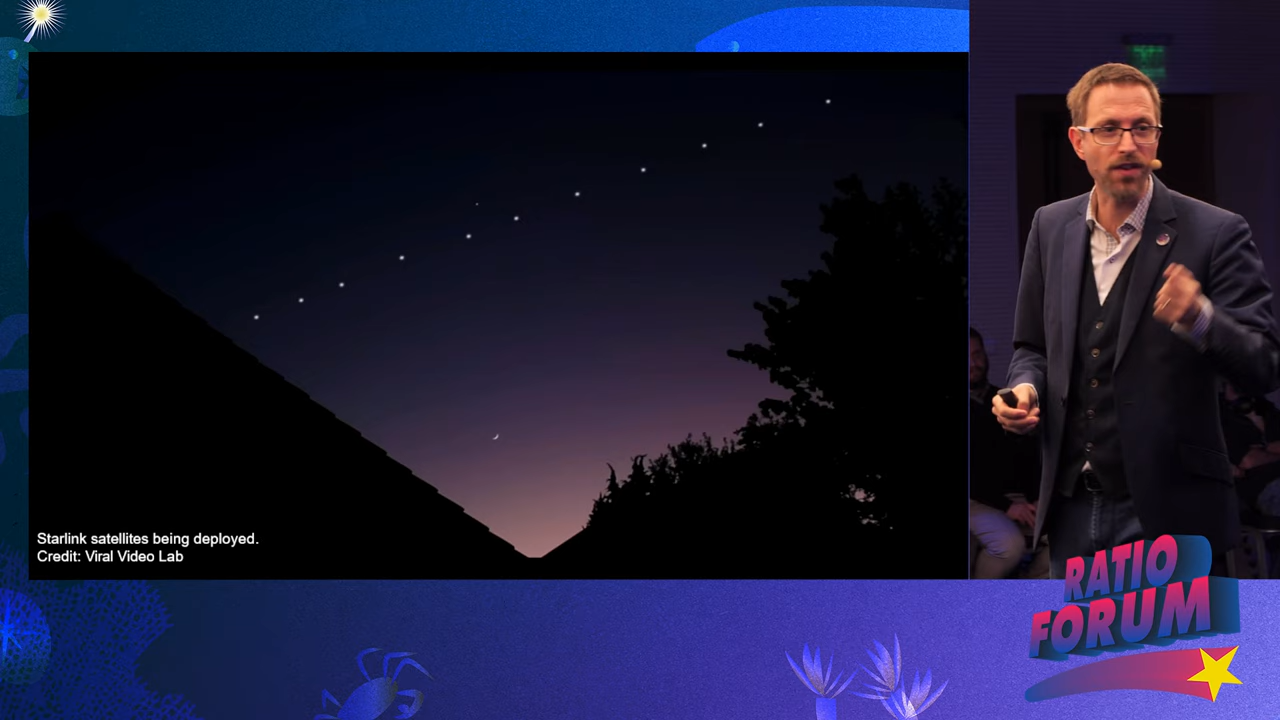 Starlink satellites being deployed.
Credit: Viral Video Lab
RATIO
FORUM